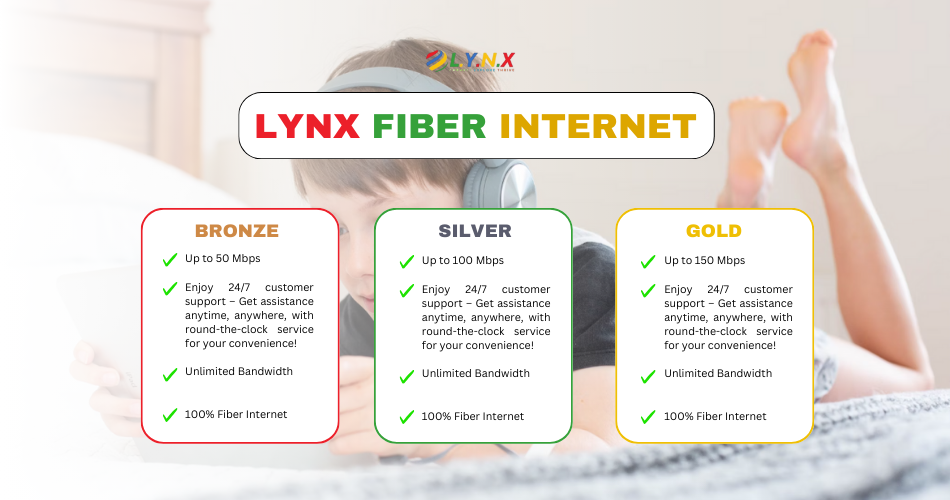 L.Y.N.X
LYNX FIBER INTERNET
BRONZE
Up to 50 Mbps
Enjoy 24/7 customer
support – Get assistance
anytime, anywhere, with
round-the-clock service
for your convenience!
Unlimited Bandwidth
100% Fiber Internet
SILVER
Up to 100 Mbps
Enjoy 24/7 customer
support – Get assistance
anytime, anywhere, with
round-the-clock service
for your convenience!
Unlimited Bandwidth
100% Fiber Internet
GOLD
Up to 150 Mbps
Enjoy 24/7 customer
support – Get assistance
anytime, anywhere, with
round-the-clock service
for your convenience!
Unlimited Bandwidth
100% Fiber Internet